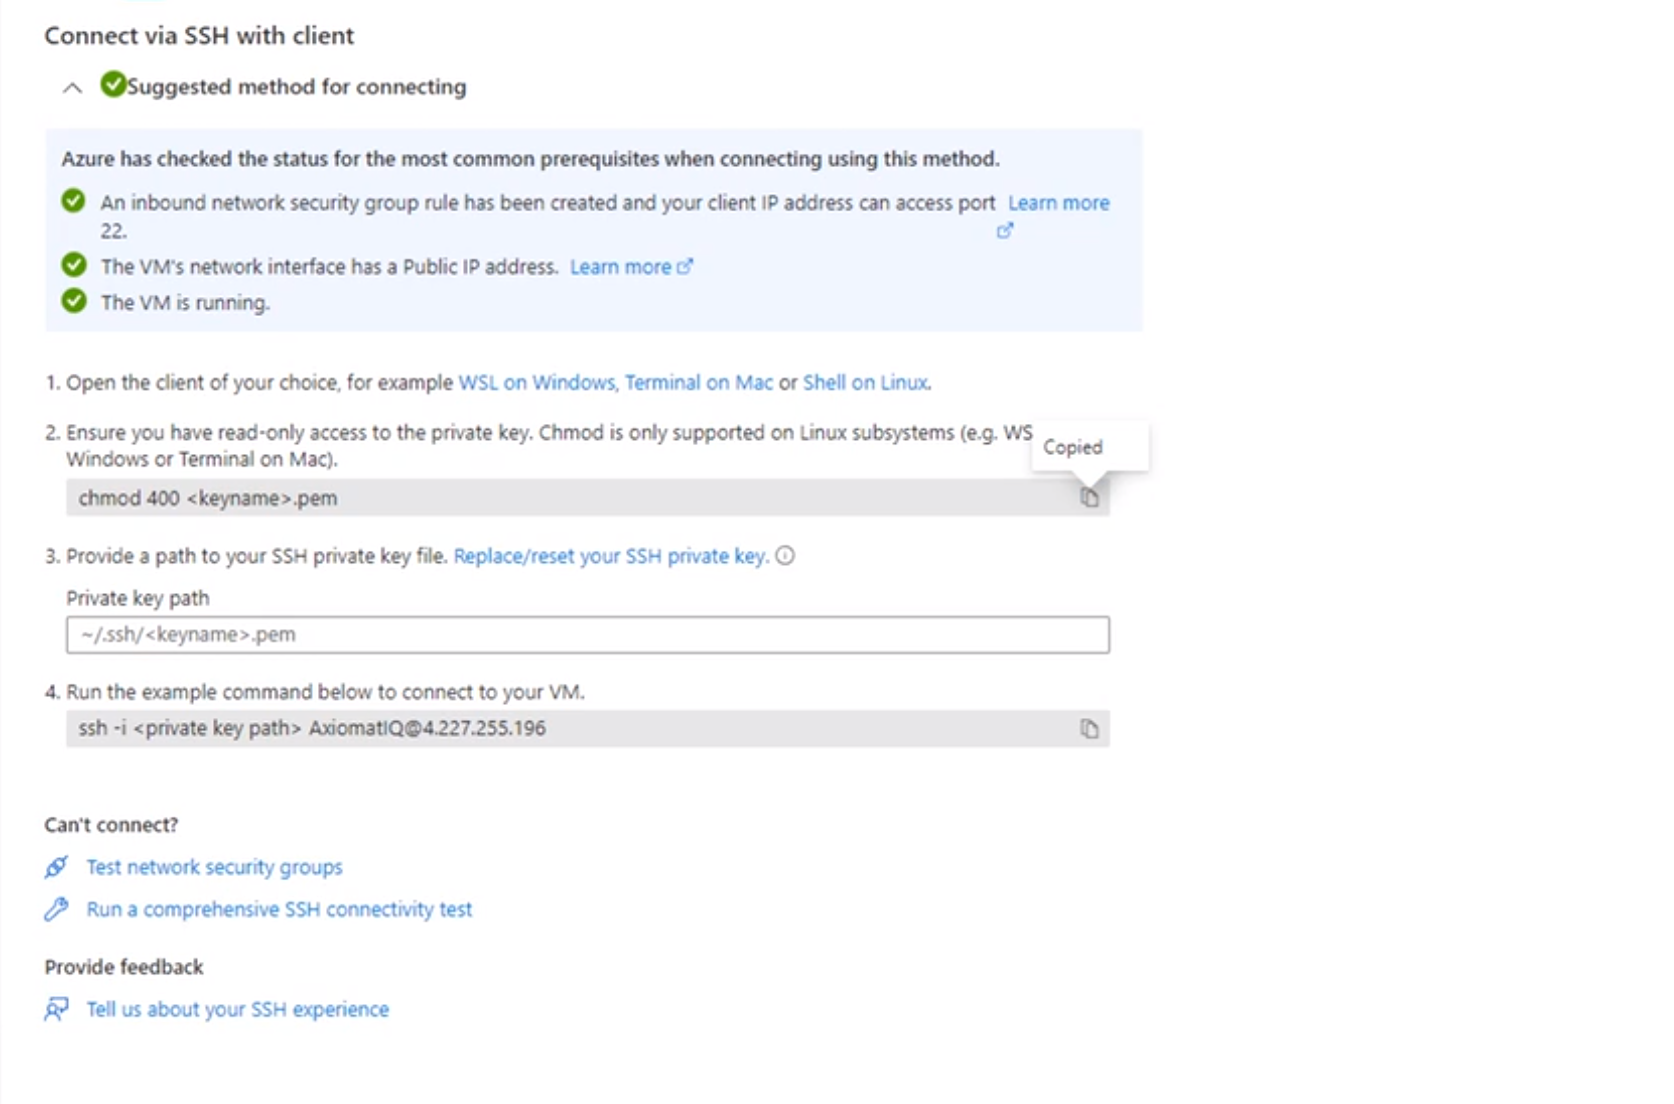 Connect via SSH with client
Suggested method for connecting
Azure has checked the status for the most common prerequisites when connecting using this method.
An inbound network security group rule has been created and your client IP address can access port Learn more
22.
The VM's network interface has a Public IP address. Learn more
The VM is running.
1. Open the client of your choice, for example WSL on Windows, Terminal on Mac or Shell on Linux.
2. Ensure you have read-only access to the private key. Chmod is only supported on Linux subsystems (e.g. WS
Copied
Windows or Terminal on Mac).
chmod 400 <keyname>.pem
3. Provide a path to your SSH private key file. Replace/reset your SSH private key.
Private key path
~/.ssh/<keyname>.pem
4. Run the example command below to connect to your VM.
ssh -i <private key path> AxiomatIQ@4.227.255.196
Can't connect?
Test network security groups
Run a comprehensive SSH connectivity test
Provide feedback
Tell us about your SSH experience